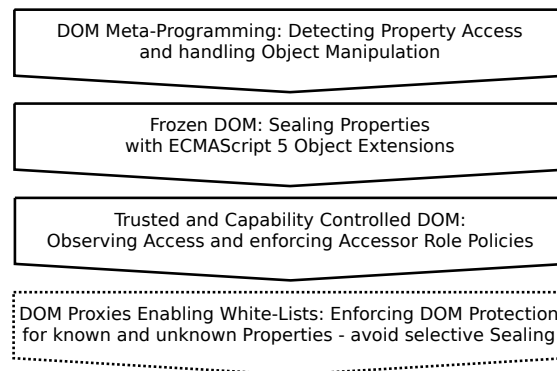 DOM Meta-Programming: Detecting Property Access
and handling Object Manipulation
Frozen DOM: Sealing Properties
with ECMAScript 5 Object Extensions
Trusted and Capability Controlled DOM:
Observing Access and enforcing Accessor Role Policies
DOM Proxies Enabling White-Lists: Enforcing DOM Protection
for known and unknown Properties - avoid selective Sealing